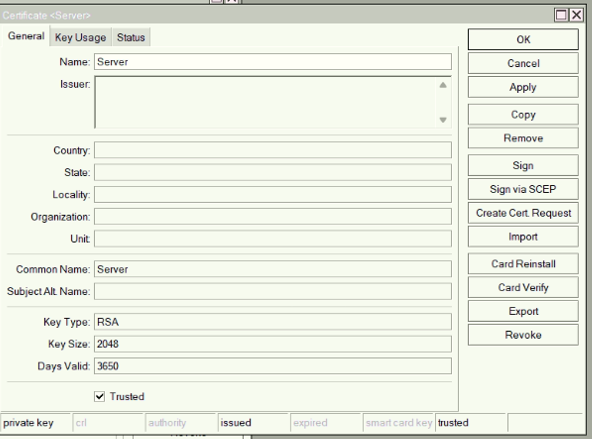 Certificate <Server>
General Key Usage Status
Name: Server
Issuer:
Country:
State:
Locality:
Organization:
Unit:
Common Name: Server
Subject Alt. Name:
Key Type: RSA
Key Size: 2048
Days Valid: 3650
Trusted
OK
Cancel
Apply
Copy
Remove
Sign
Sign via SCEP
Create Cert. Request
Import
Card Reinstall
Card Verify
Export
Revoke
private key crl authority issued expired smart card key trusted